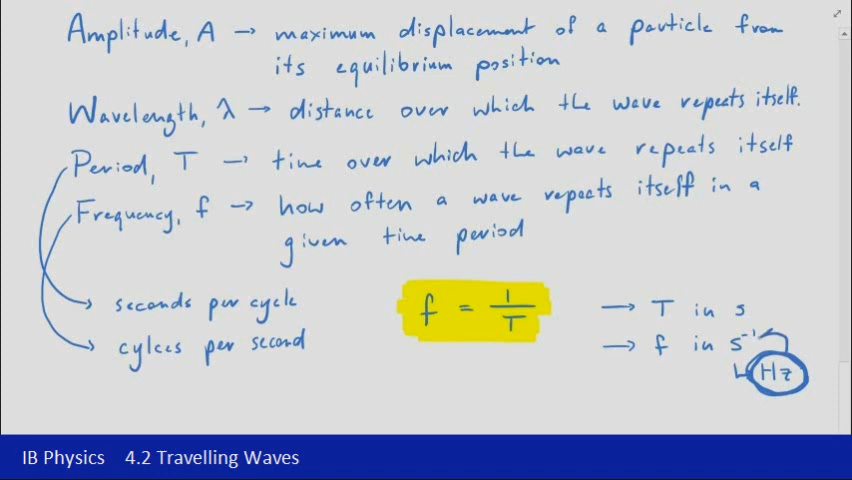 Amplitude, A → maximum displacement of a particle from
its equilibrium position
Wavelength, λ → distance over which the wave repeats itself.
Period, T → time over which the wave repeats itself
Frequency, f → how often a wave repeats itself in a
given time period
→ seconds per cycle
f = 1/T
→ T in s
→ cylces per second
→ f in s⁻¹
Hz
IB Physics 4.2 Travelling Waves